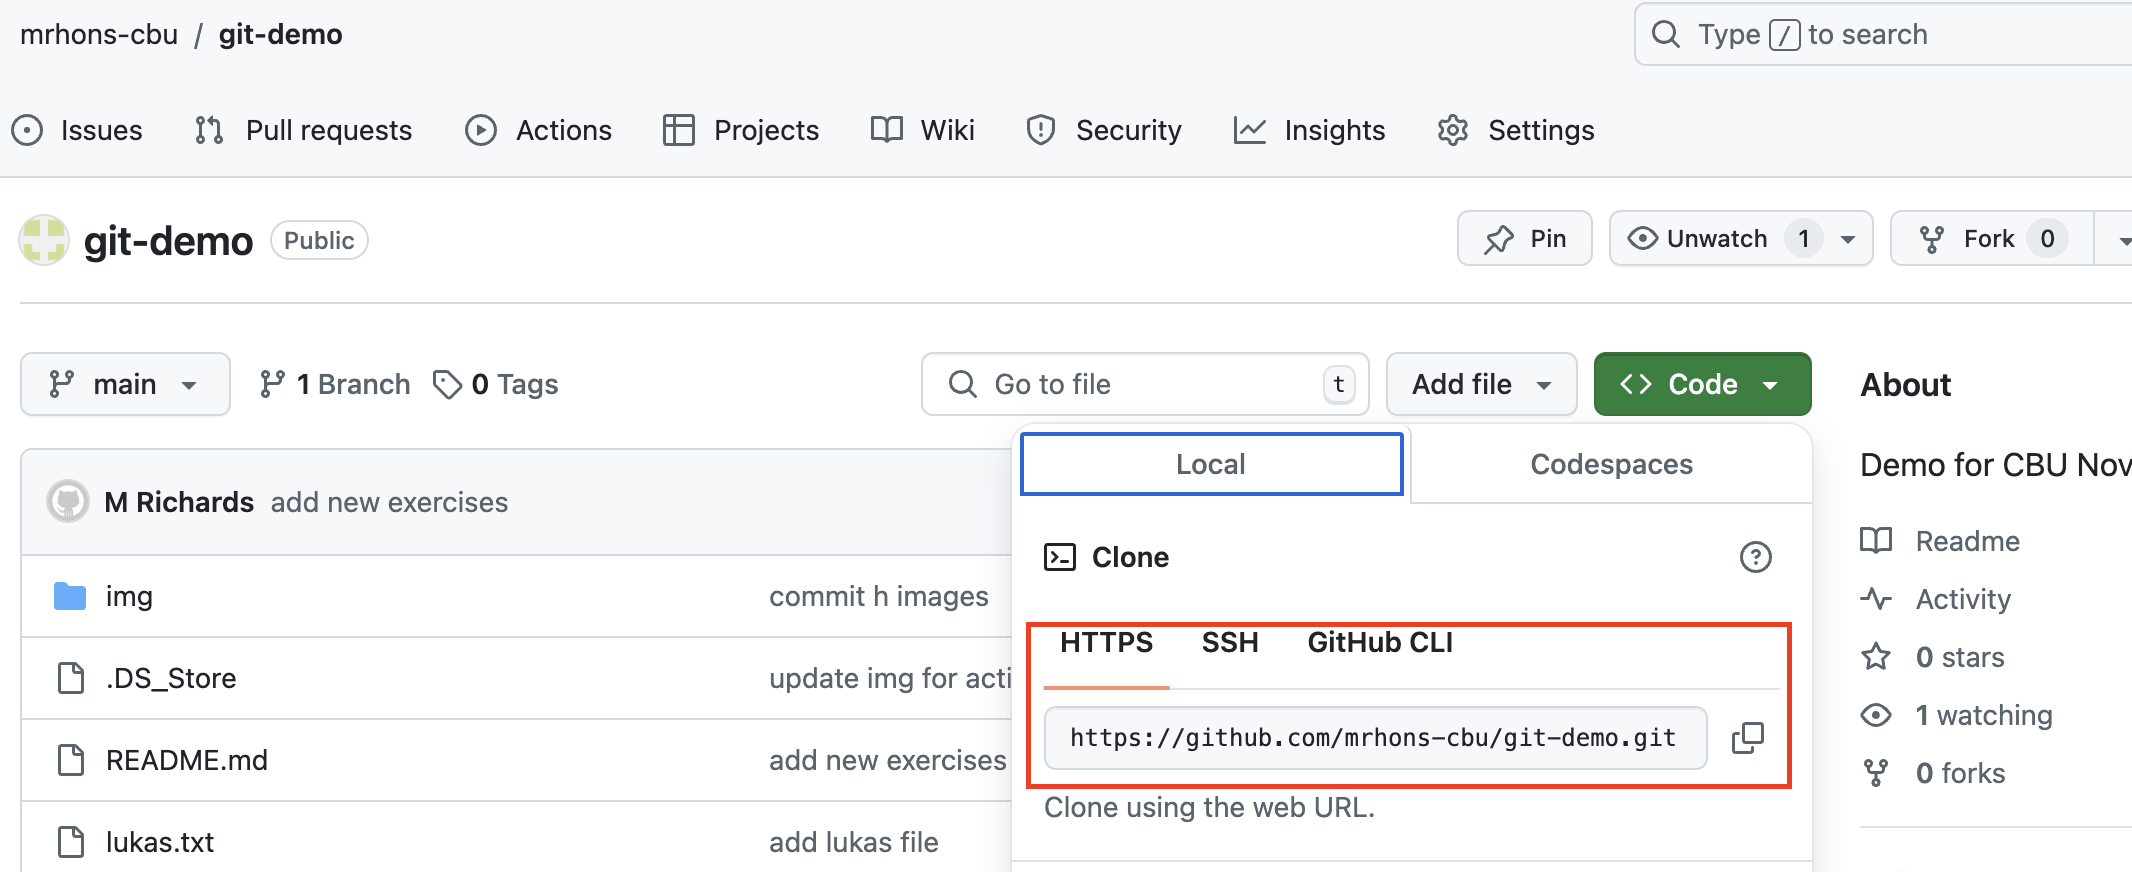 mrhons-cbu / git-demo
Type / to search
Issues Pull requests Actions Projects Wiki Security Insights Settings
git-demo Public
Pin Unwatch 1 Fork 0
main 1 Branch 0 Tags
Go to file t Add file Code
About
Local Codespaces
Demo for CBU Nov
M Richards add new exercises
Clone
Readme
img commit h images
Activity
HTTPS SSH GitHub CLI
0 stars
.DS_Store update img for acti
https://github.com/mrhons-cbu/git-demo.git
1 watching
README.md add new exercises
0 forks
Clone using the web URL.
lukas.txt add lukas file